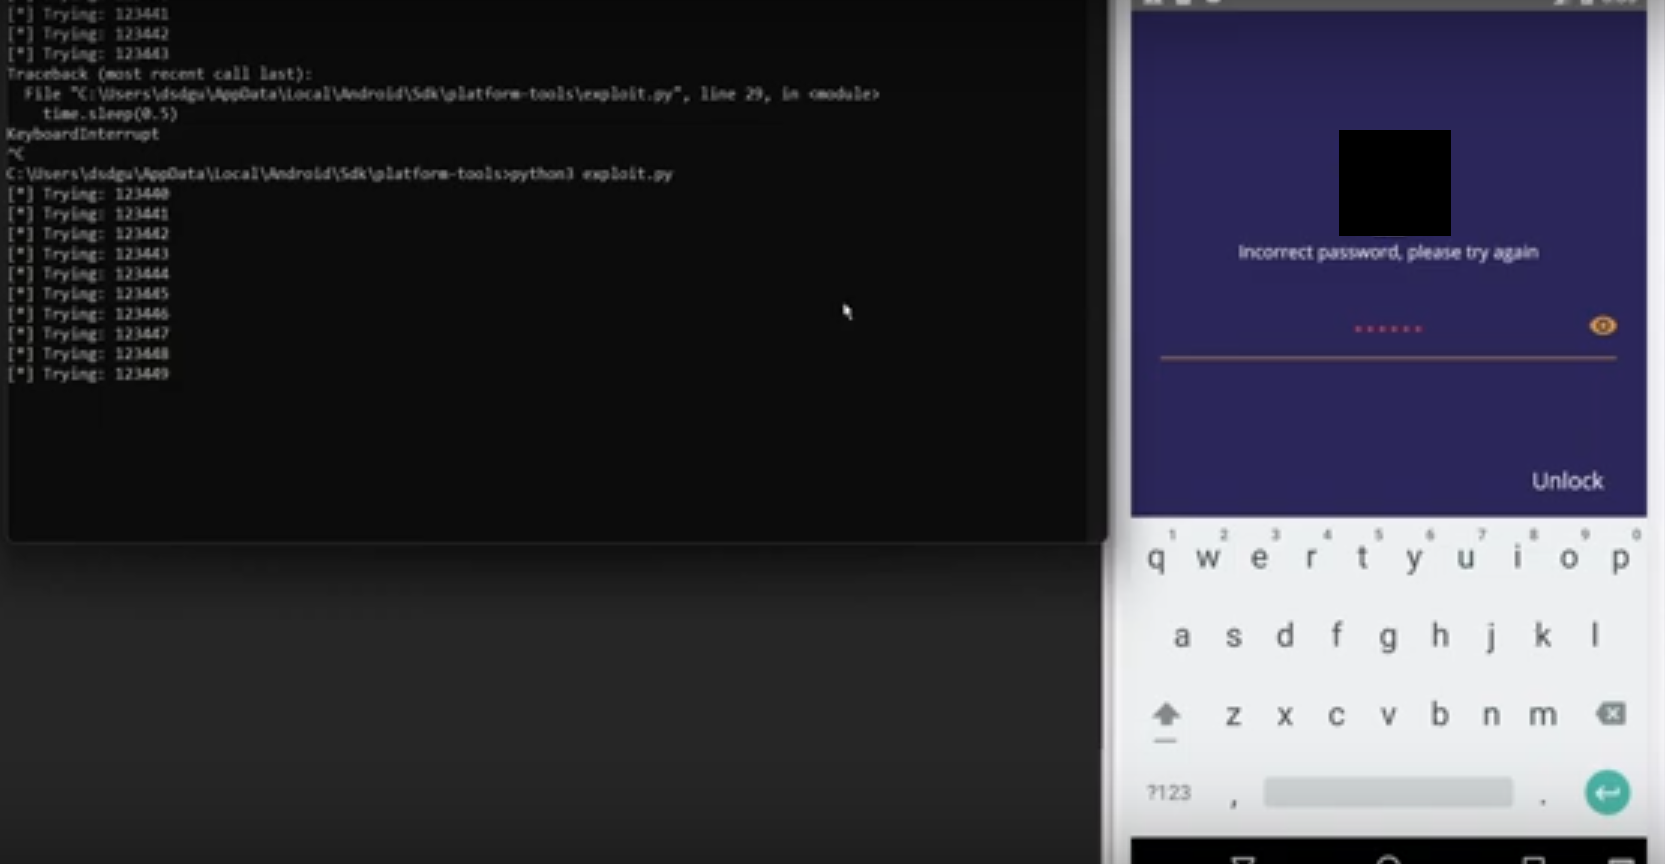 [*] Trying: 123441
[*] Trying: 123442
[*] Trying: 123443
Traceback (most recent call last):
File "C:\Users\dsdgu\AppData\Local\Android\Sdk\platform-tools\exploit.py", line 29, in <module>
time.sleep(0.5)
KeyboardInterrupt
^C
C:\Users\dsdgu\AppData\Local\Android\Sdk\platform-tools>python3 exploit.py
[*] Trying: 123440
[*] Trying: 123441
[*] Trying: 123442
[*] Trying: 123443
[*] Trying: 123444
[*] Trying: 123445
[*] Trying: 123446
[*] Trying: 123447
[*] Trying: 123448
[*] Trying: 123449
Incorrect password, please try again
Unlock
1 2 3 4 5 6 7 8 9 0
q w e r t y u i o p
a s d f g h j k l
z x c v b n m
?123 , .